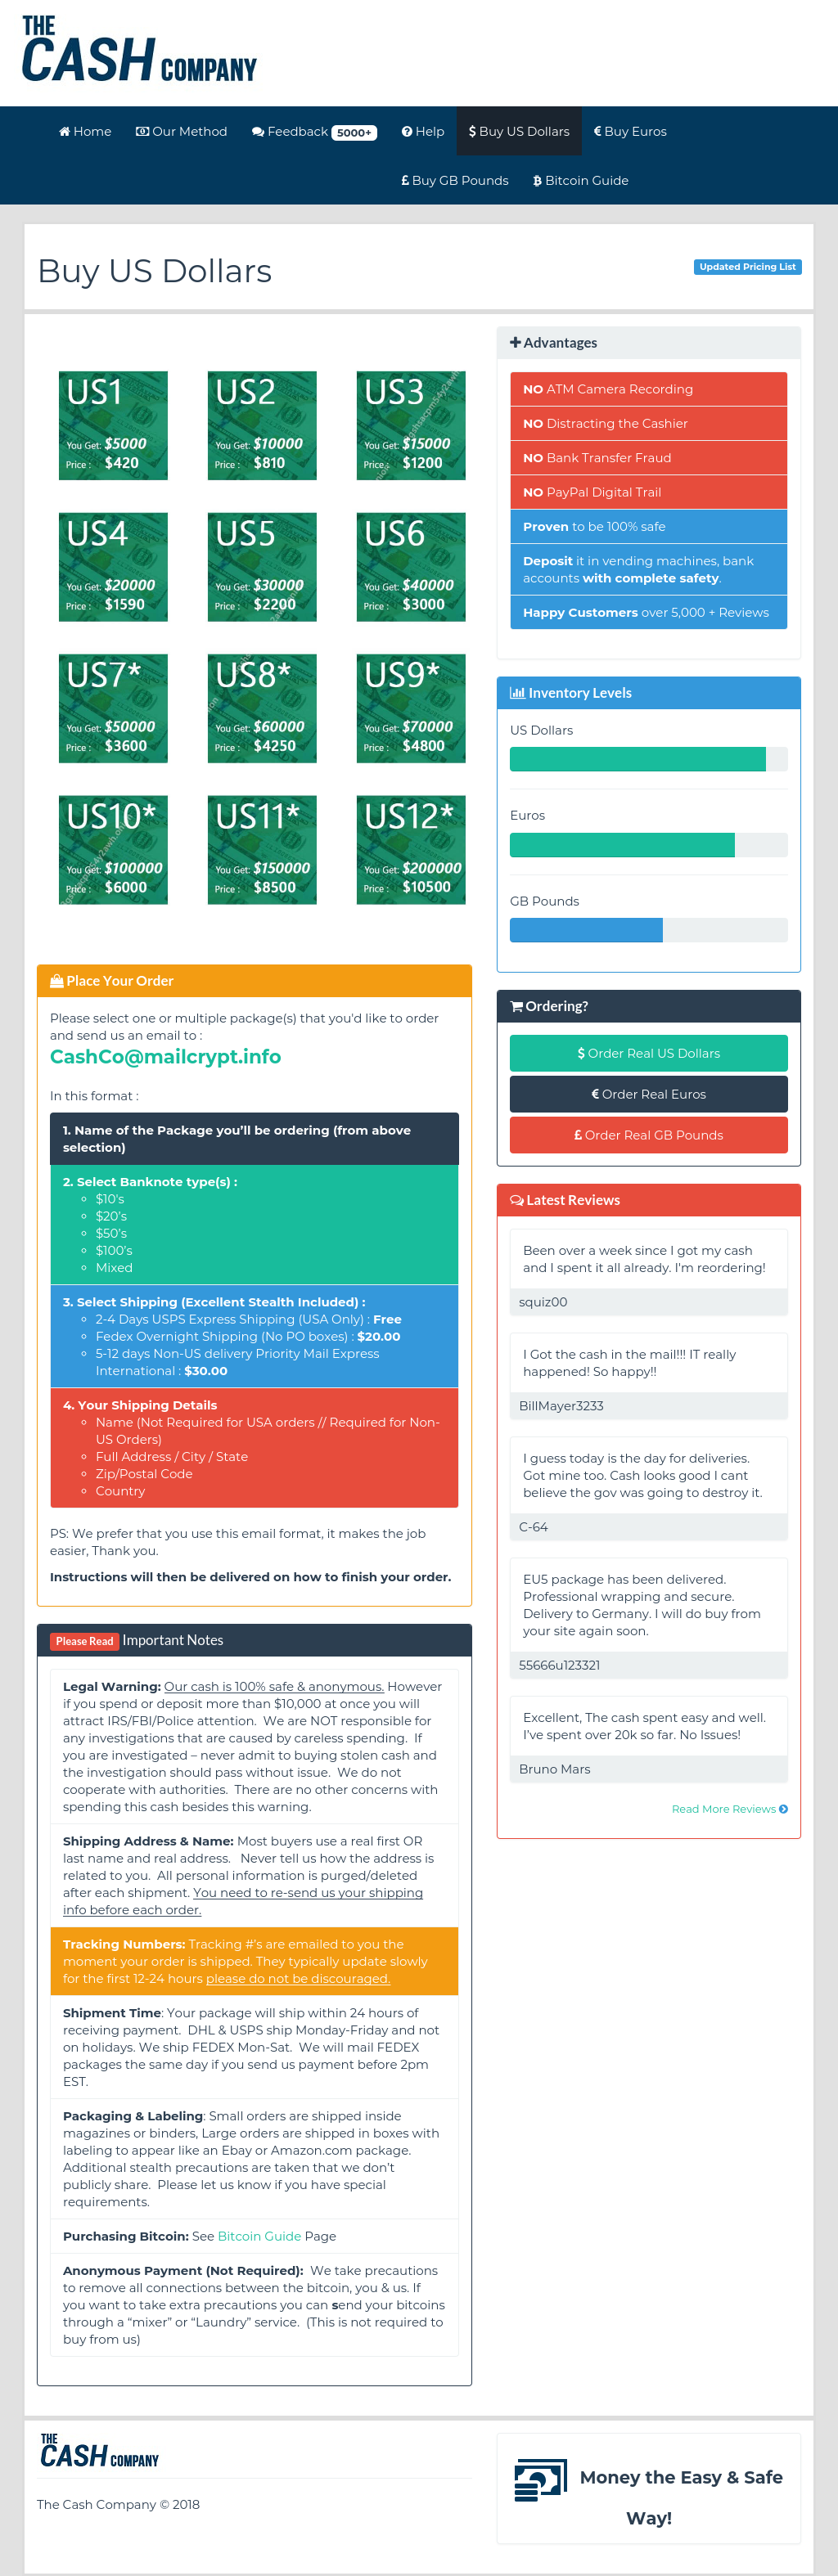 THE
CASH COMPANY
Home
Our Method
Feedback 5000+
Help
$ Buy US Dollars
€ Buy Euros
£ Buy GB Pounds
Bitcoin Guide
Buy US Dollars
Updated Pricing List
US1
You Get: $5000
Price : $420
US2
You Get: $10000
Price : $810
US3
You Get: $15000
Price : $1200
US4
You Get: $20000
Price : $1590
US5
You Get: $30000
Price : $2200
US6
You Get: $40000
Price : $3000
US7*
You Get: $50000
Price : $3600
US8*
You Get: $60000
Price : $4250
US9*
You Get: $70000
Price : $4800
US10*
You Get: $100000
Price : $6000
US11*
You Get: $150000
Price : $8500
US12*
You Get: $200000
Price : $10500
Place Your Order
Please select one or multiple package(s) that you'd like to order
and send us an email to :
CashCo@mailcrypt.info
In this format :
1. Name of the Package you’ll be ordering (from above
selection)
2. Select Banknote type(s) :
$10's
$20's
$50's
$100's
Mixed
3. Select Shipping (Excellent Stealth Included) :
2-4 Days USPS Express Shipping (USA Only) : Free
Fedex Overnight Shipping (No PO boxes) : $20.00
5-12 days Non-US delivery Priority Mail Express
International : $30.00
4. Your Shipping Details
Name (Not Required for USA orders // Required for Non-
US Orders)
Full Address / City / State
Zip/Postal Code
Country
PS: We prefer that you use this email format, it makes the job
easier, Thank you.
Instructions will then be delivered on how to finish your order.
Please Read Important Notes
Legal Warning: Our cash is 100% safe & anonymous. However
if you spend or deposit more than $10,000 at once you will
attract IRS/FBI/Police attention.  We are NOT responsible for
any investigations that are caused by careless spending.  If
you are investigated – never admit to buying stolen cash and
the investigation should pass without issue.  We do not
cooperate with authorities.  There are no other concerns with
spending this cash besides this warning.
Shipping Address & Name: Most buyers use a real first OR
last name and real address.   Never tell us how the address is
related to you.  All personal information is purged/deleted
after each shipment. You need to re-send us your shipping
info before each order.
Tracking Numbers: Tracking #'s are emailed to you the
moment your order is shipped. They typically update slowly
for the first 12-24 hours please do not be discouraged.
Shipment Time: Your package will ship within 24 hours of
receiving payment.  DHL & USPS ship Monday-Friday and not
on holidays. We ship FEDEX Mon-Sat.  We will mail FEDEX
packages the same day if you send us payment before 2pm
EST.
Packaging & Labeling: Small orders are shipped inside
magazines or binders, Large orders are shipped in boxes with
labeling to appear like an Ebay or Amazon.com package.
Additional stealth precautions are taken that we don’t
publicly share.  Please let us know if you have special
requirements.
Purchasing Bitcoin: See Bitcoin Guide Page
Anonymous Payment (Not Required):  We take precautions
to remove all connections between the bitcoin, you & us. If
you want to take extra precautions you can send your bitcoins
through a “mixer” or “Laundry” service.  (This is not required to
buy from us)
Advantages
NO ATM Camera Recording
NO Distracting the Cashier
NO Bank Transfer Fraud
NO PayPal Digital Trail
Proven to be 100% safe
Deposit it in vending machines, bank
accounts with complete safety.
Happy Customers over 5,000 + Reviews
Inventory Levels
US Dollars
Euros
GB Pounds
Ordering?
$ Order Real US Dollars
€ Order Real Euros
£ Order Real GB Pounds
Latest Reviews
Been over a week since I got my cash
and I spent it all already. I'm reordering!
squiz00
I Got the cash in the mail!!! IT really
happened! So happy!!
BillMayer3233
I guess today is the day for deliveries.
Got mine too. Cash looks good I cant
believe the gov was going to destroy it.
C-64
EU5 package has been delivered.
Professional wrapping and secure.
Delivery to Germany. I will do buy from
your site again soon.
55666u123321
Excellent, The cash spent easy and well.
I’ve spent over 20k so far. No Issues!
Bruno Mars
Read More Reviews
THE
CASH COMPANY
The Cash Company © 2018
Money the Easy & Safe
Way!